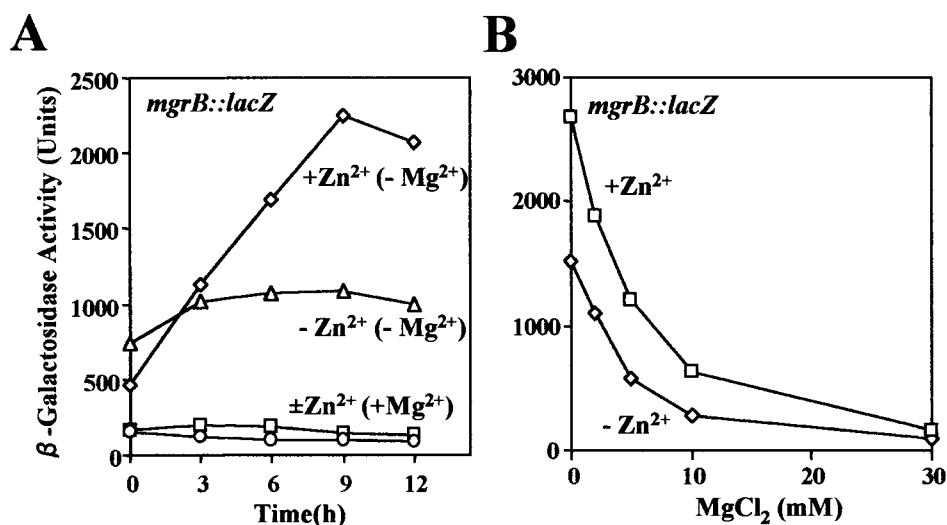 A
2500
2000
1500
1000
500
0
β-Galactosidase Activity (Units)
mgrB::lacZ
+Zn²⁺ (- Mg²⁺)
- Zn²⁺ (- Mg²⁺)
±Zn²⁺ (+Mg²⁺)
0 3 6 9 12
Time(h)
B
3000
2000
1000
0
mgrB::lacZ
+Zn²⁺
- Zn²⁺
0 10 20 30
MgCl₂ (mM)